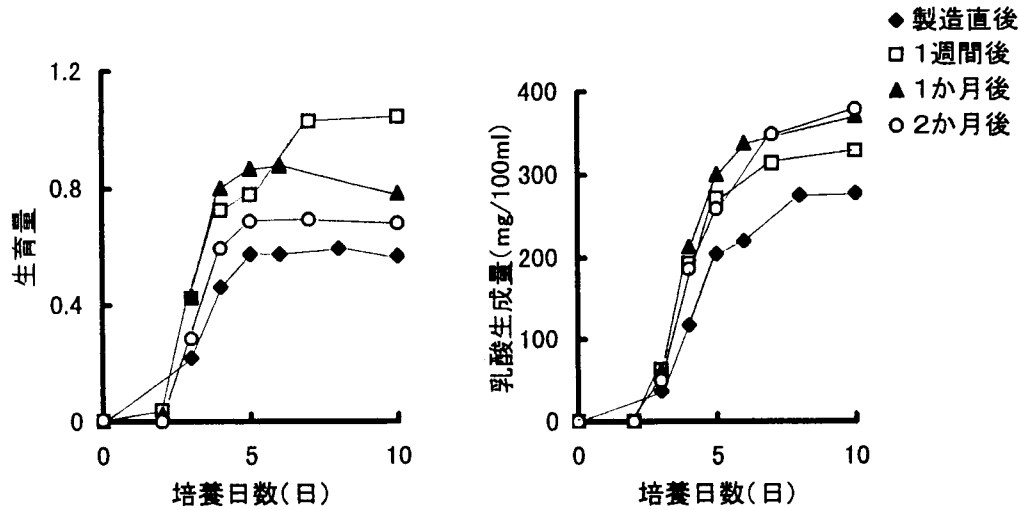 ◆ 製造直後
□ 1週間後
▲ 1か月後
○ 2か月後
1.2
0.8
0.4
0
生育量
0 5 10
培養日数(日)
400
300
200
100
0
乳酸生成量(mg/100ml)
0 5 10
培養日数(日)